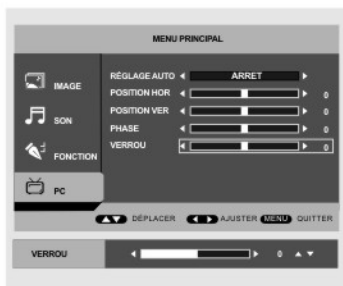 MENU PRINCIPAL
IMAGE
SON
FONCTION
PC
RÉGLAGE AUTO ARRET
POSITION HOR 0
POSITION VER 0
PHASE 0
VERROU 0
DÉPLACER AJUSTER MENU QUITTER
VERROU 0